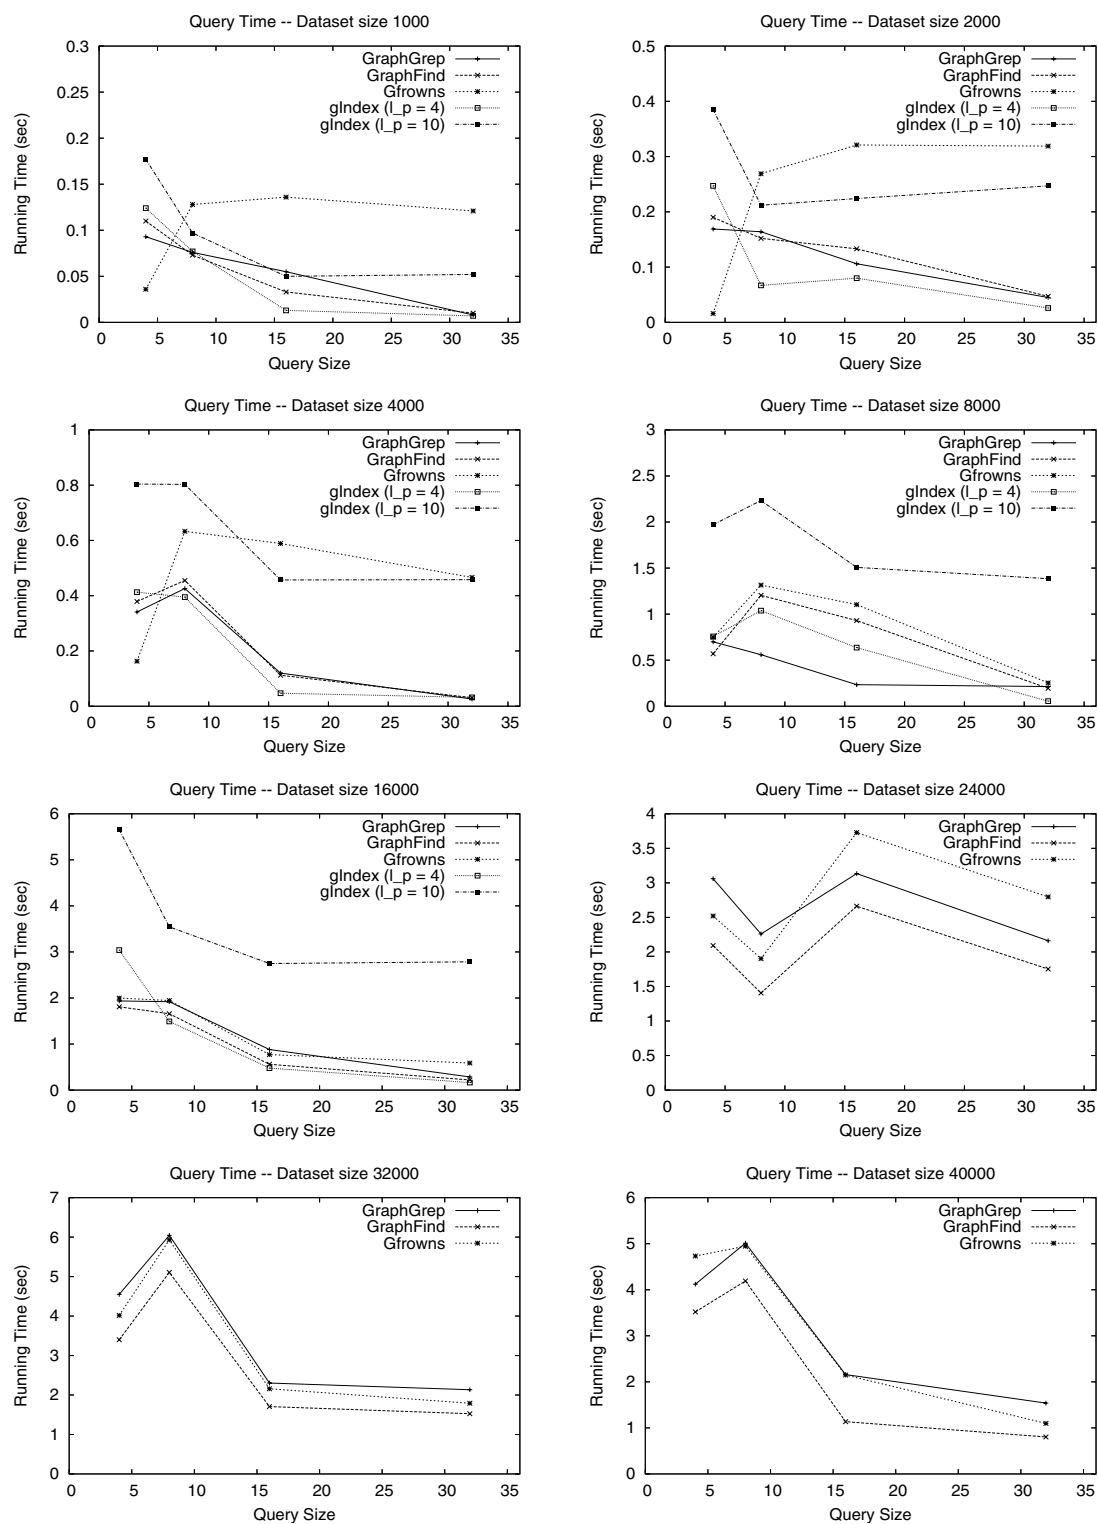 Query Time -- Dataset size 1000
Running Time (sec)
0.3
0.25
0.2
0.15
0.1
0.05
0
GraphGrep
GraphFind
Gfrowns
gIndex (l_p = 4)
gIndex (l_p = 10)
0 5 10 15 20 25 30 35
Query Size
Query Time -- Dataset size 2000
Running Time (sec)
0.5
0.4
0.3
0.2
0.1
0
GraphGrep
GraphFind
Gfrowns
gIndex (l_p = 4)
gIndex (l_p = 10)
0 5 10 15 20 25 30 35
Query Size
Query Time -- Dataset size 4000
Running Time (sec)
1
0.8
0.6
0.4
0.2
0
GraphGrep
GraphFind
Gfrowns
gIndex (l_p = 4)
gIndex (l_p = 10)
0 5 10 15 20 25 30 35
Query Size
Query Time -- Dataset size 8000
Running Time (sec)
3
2.5
2
1.5
1
0.5
0
GraphGrep
GraphFind
Gfrowns
gIndex (l_p = 4)
gIndex (l_p = 10)
0 5 10 15 20 25 30 35
Query Size
Query Time -- Dataset size 16000
Running Time (sec)
6
5
4
3
2
1
0
GraphGrep
GraphFind
Gfrowns
gIndex (l_p = 4)
gIndex (l_p = 10)
0 5 10 15 20 25 30 35
Query Size
Query Time -- Dataset size 24000
Running Time (sec)
4
3.5
3
2.5
2
1.5
1
0.5
0
GraphGrep
GraphFind
Gfrowns
0 5 10 15 20 25 30 35
Query Size
Query Time -- Dataset size 32000
Running Time (sec)
7
6
5
4
3
2
1
0
GraphGrep
GraphFind
Gfrowns
0 5 10 15 20 25 30 35
Query Size
Query Time -- Dataset size 40000
Running Time (sec)
6
5
4
3
2
1
0
GraphGrep
GraphFind
Gfrowns
0 5 10 15 20 25 30 35
Query Size